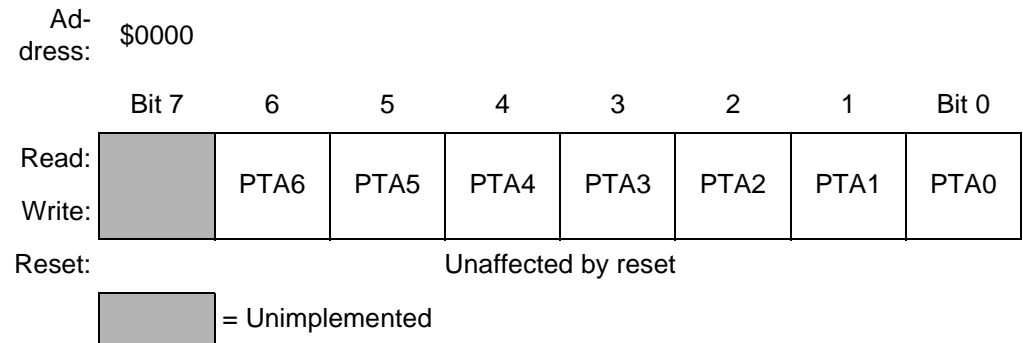 Ad-
dress: $0000
Bit 7 6 5 4 3 2 1 Bit 0
Read:
PTA6 PTA5 PTA4 PTA3 PTA2 PTA1 PTA0
Write:
Reset: Unaffected by reset
= Unimplemented